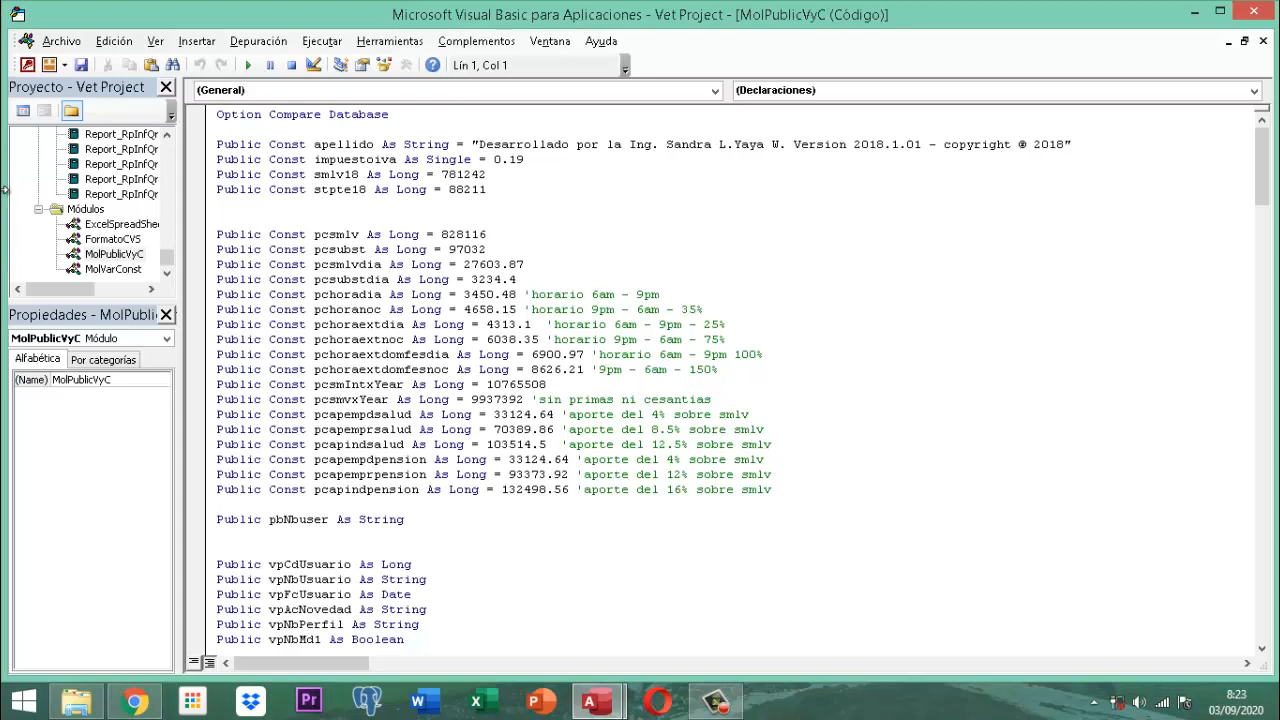 Microsoft Visual Basic para Aplicaciones - Vet Project - [MolPublicVyC (Código)]
Archivo Edición Ver Insertar Depuración Ejecutar Herramientas Complementos Ventana Ayuda
Lín 1, Col 1
Proyecto - Vet Project
Report_RpInfQr
Report_RpInfQr
Report_RpInfQr
Report_RpInfQr
Report_RpInfQr
Módulos
ExcelSpreadShe
FormatoCVS
MolPublicVyC
MolVarConst
Propiedades - MolPubli
MolPublicVyC Módulo
Alfabética Por categorías
(Name) MolPublicVyC
(General) (Declaraciones)
Option Compare Database
Public Const apellido As String = "Desarrollado por la Ing. Sandra L.Yaya W. Version 2018.1.01 - copyright @ 2018"
Public Const impuestoiva As Single = 0.19
Public Const smlv18 As Long = 781242
Public Const stpte18 As Long = 88211
Public Const pcsmlv As Long = 828116
Public Const pcsubst As Long = 97032
Public Const pcsmlvdia As Long = 27603.87
Public Const pcsubstdia As Long = 3234.4
Public Const pchoradia As Long = 3450.48 'horario 6am - 9pm
Public Const pchoranoc As Long = 4658.15 'horario 9pm - 6am - 35%
Public Const pchoraextdia As Long = 4313.1 'horario 6am - 9pm - 25%
Public Const pchoraextnoc As Long = 6038.35 'horario 9pm - 6am - 75%
Public Const pchoraextdomfesdia As Long = 6900.97 'horario 6am - 9pm 100%
Public Const pchoraextdomfesnoc As Long = 8626.21 '9pm - 6am - 150%
Public Const pcsmIntxYear As Long = 10765508
Public Const pcsmvxYear As Long = 9937392 'sin primas ni cesantias
Public Const pcapempdsalud As Long = 33124.64 'aporte del 4% sobre smlv
Public Const pcapemprsalud As Long = 70389.86 'aporte del 8.5% sobre smlv
Public Const pcapindsalud As Long = 103514.5 'aporte del 12.5% sobre smlv
Public Const pcapempdpension As Long = 33124.64 'aporte del 4% sobre smlv
Public Const pcapemprpension As Long = 93373.92 'aporte del 12% sobre smlv
Public Const pcapindpension As Long = 132498.56 'aporte del 16% sobre smlv
Public pbNbuser As String
Public vpCdUsuario As Long
Public vpNbUsuario As String
Public vpFcUsuario As Date
Public vpAcNovedad As String
Public vpNbPerfil As String
Public vpNbMd1 As Boolean
8:23
03/09/2020